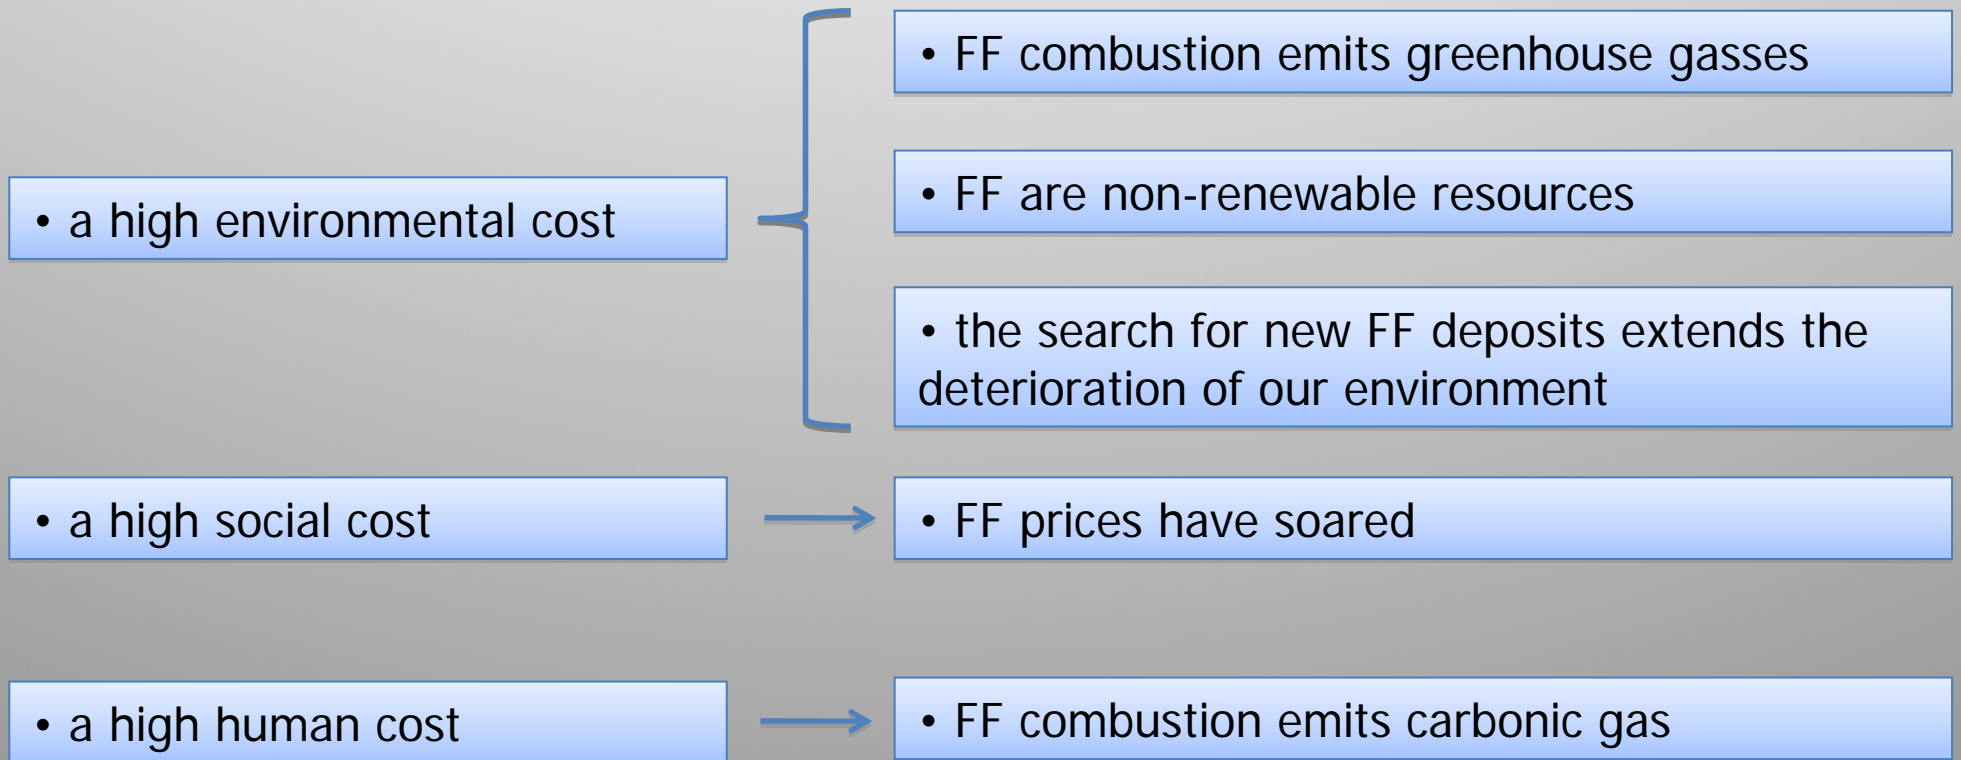 • a high environmental cost
• FF combustion emits greenhouse gasses
• FF are non-renewable resources
• the search for new FF deposits extends the
deterioration of our environment
• a high social cost
• FF prices have soared
• a high human cost
• FF combustion emits carbonic gas